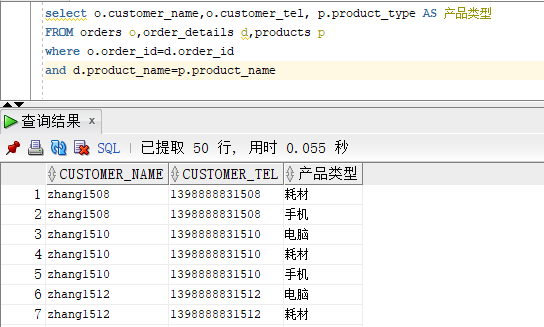 select o.customer_name,o.customer_tel, p.product_type AS 产品类型
FROM orders o,order_details d,products p
where o.order_id=d.order_id
and d.product_name=p.product_name
查询结果 x
SQL | 已提取 50 行, 用时 0.055 秒
CUSTOMER_NAME CUSTOMER_TEL 产品类型
1 zhang1508 1398888831508 耗材
2 zhang1508 1398888831508 手机
3 zhang1510 1398888831510 电脑
4 zhang1510 1398888831510 耗材
5 zhang1510 1398888831510 手机
6 zhang1512 1398888831512 电脑
7 zhang1512 1398888831512 耗材